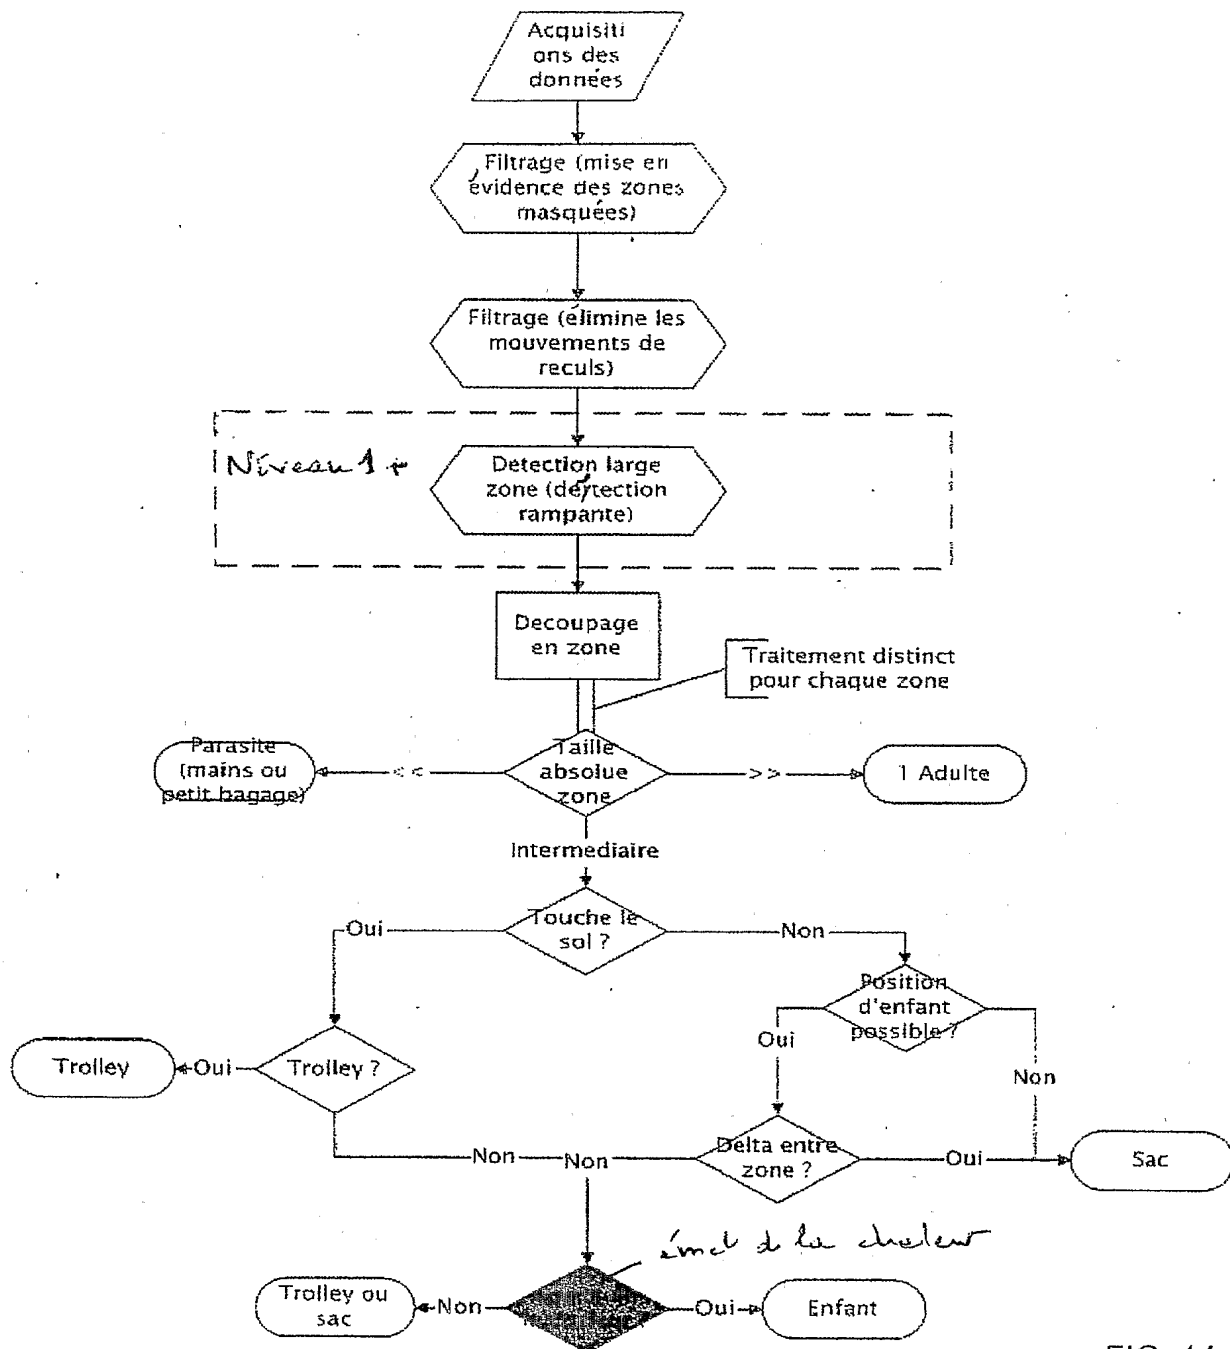 Acquisiti
ons des
données
Filtrage (mise en
évidence des zones
masquées)
Filtrage (élimine les
mouvements de
reculs)
Niveau 1
Detection large
zone (détection
rampante)
Decoupage
en zone
Traitement distinct
pour chaque zone
Parasite
(mains ou
petit bagage)
<<
Taille
absolue
zone
>>
1 Adulte
Intermediaire
Touche le
sol ?
Oui
Non
Position
d'enfant
possible ?
Oui
Non
Trolley
Oui
Trolley ?
Non
Non
Delta entre
zone ?
Oui
Sac
émet de la chaleur
Trolley ou
sac
Non
Oui
Enfant